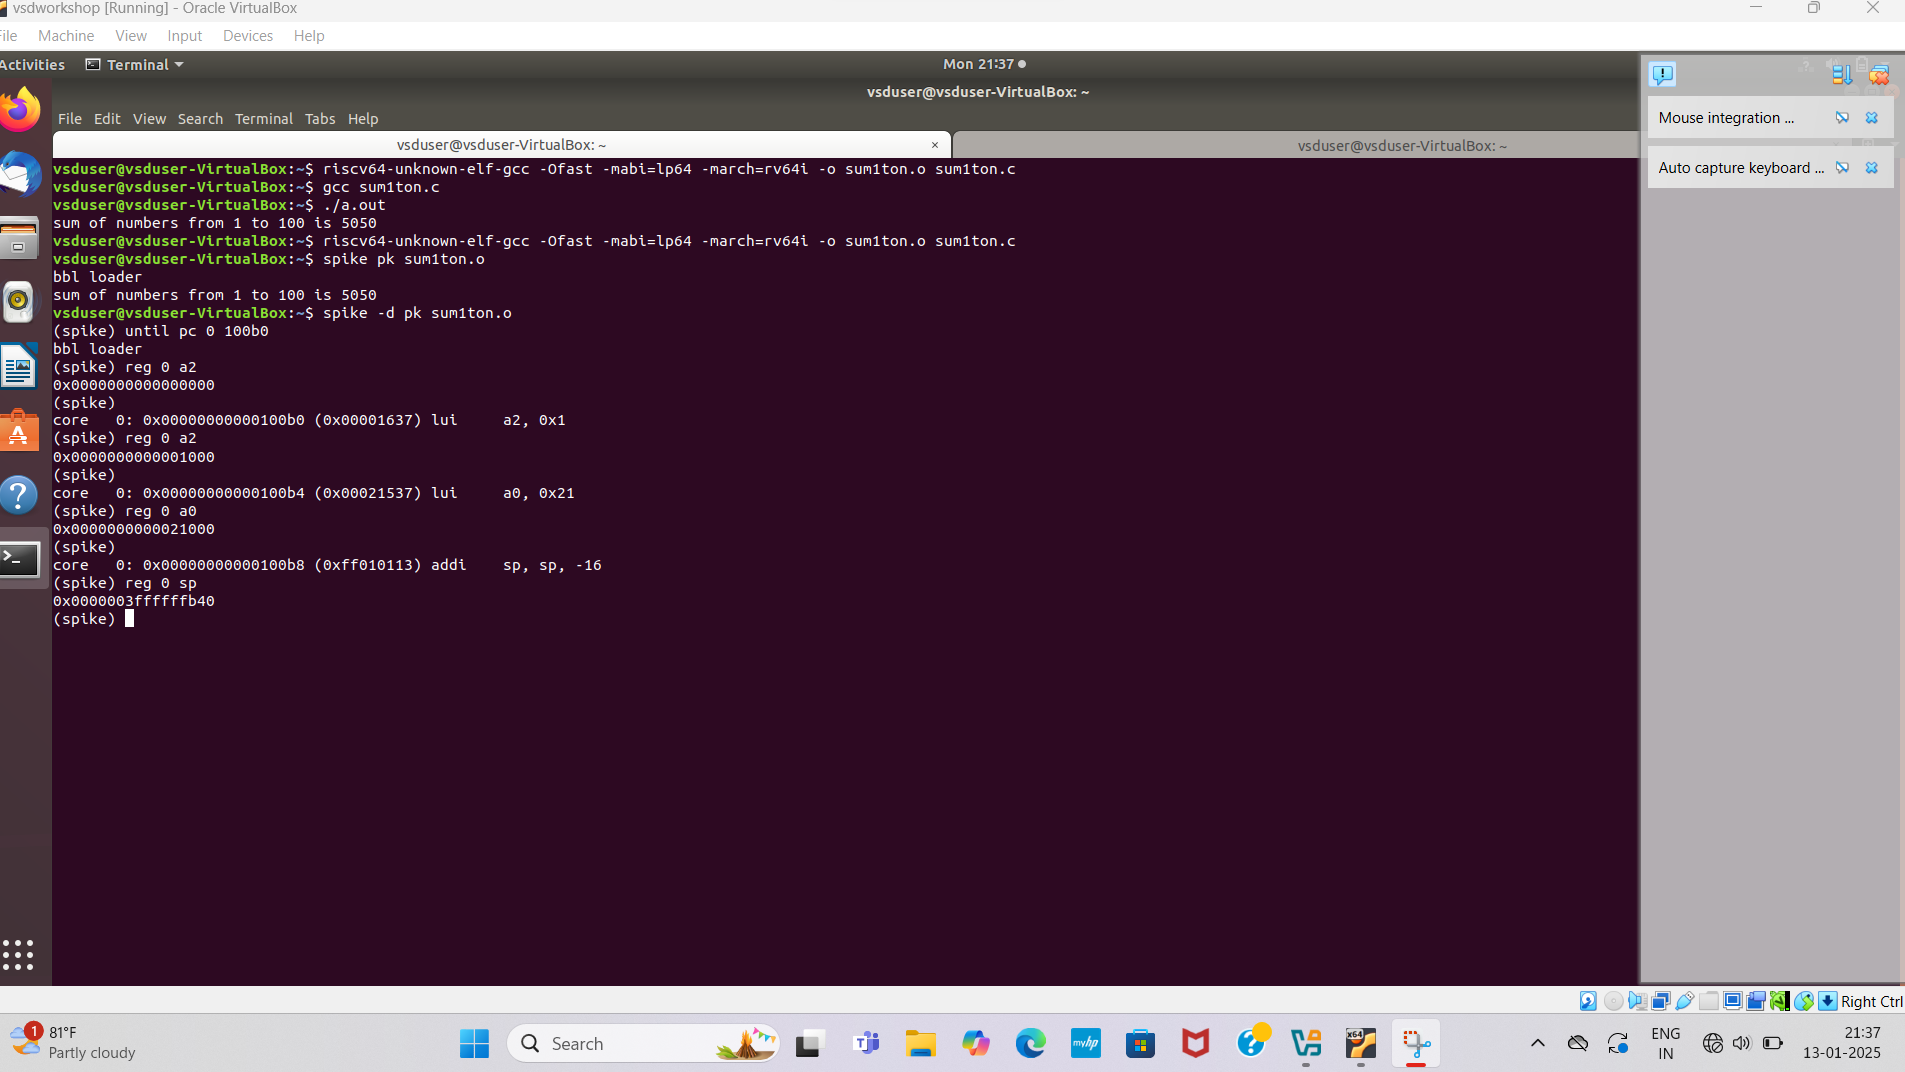 vsdworkshop [Running] - Oracle VirtualBox
File Machine View Input Devices Help
Activities Terminal Mon 21:37
vsduser@vsduser-VirtualBox: ~
File Edit View Search Terminal Tabs Help
vsduser@vsduser-VirtualBox: ~ × vsduser@vsduser-VirtualBox: ~
Mouse integration ...
Auto capture keyboard ...
vsduser@vsduser-VirtualBox:~$ riscv64-unknown-elf-gcc -Ofast -mabi=lp64 -march=rv64i -o sum1ton.o sum1ton.c
vsduser@vsduser-VirtualBox:~$ gcc sum1ton.c
vsduser@vsduser-VirtualBox:~$ ./a.out
sum of numbers from 1 to 100 is 5050
vsduser@vsduser-VirtualBox:~$ riscv64-unknown-elf-gcc -Ofast -mabi=lp64 -march=rv64i -o sum1ton.o sum1ton.c
vsduser@vsduser-VirtualBox:~$ spike pk sum1ton.o
bbl loader
sum of numbers from 1 to 100 is 5050
vsduser@vsduser-VirtualBox:~$ spike -d pk sum1ton.o
(spike) until pc 0 100b0
bbl loader
(spike) reg 0 a2
0x0000000000000000
(spike)
core   0: 0x00000000000100b0 (0x00001637) lui     a2, 0x1
(spike) reg 0 a2
0x0000000000001000
(spike)
core   0: 0x00000000000100b4 (0x00021537) lui     a0, 0x21
(spike) reg 0 a0
0x0000000000021000
(spike)
core   0: 0x00000000000100b8 (0xff010113) addi    sp, sp, -16
(spike) reg 0 sp
0x0000003ffffffb40
(spike)
Right Ctrl
1
81°F
Partly cloudy
Search
myhp
x64
ENG
IN
21:37
13-01-2025